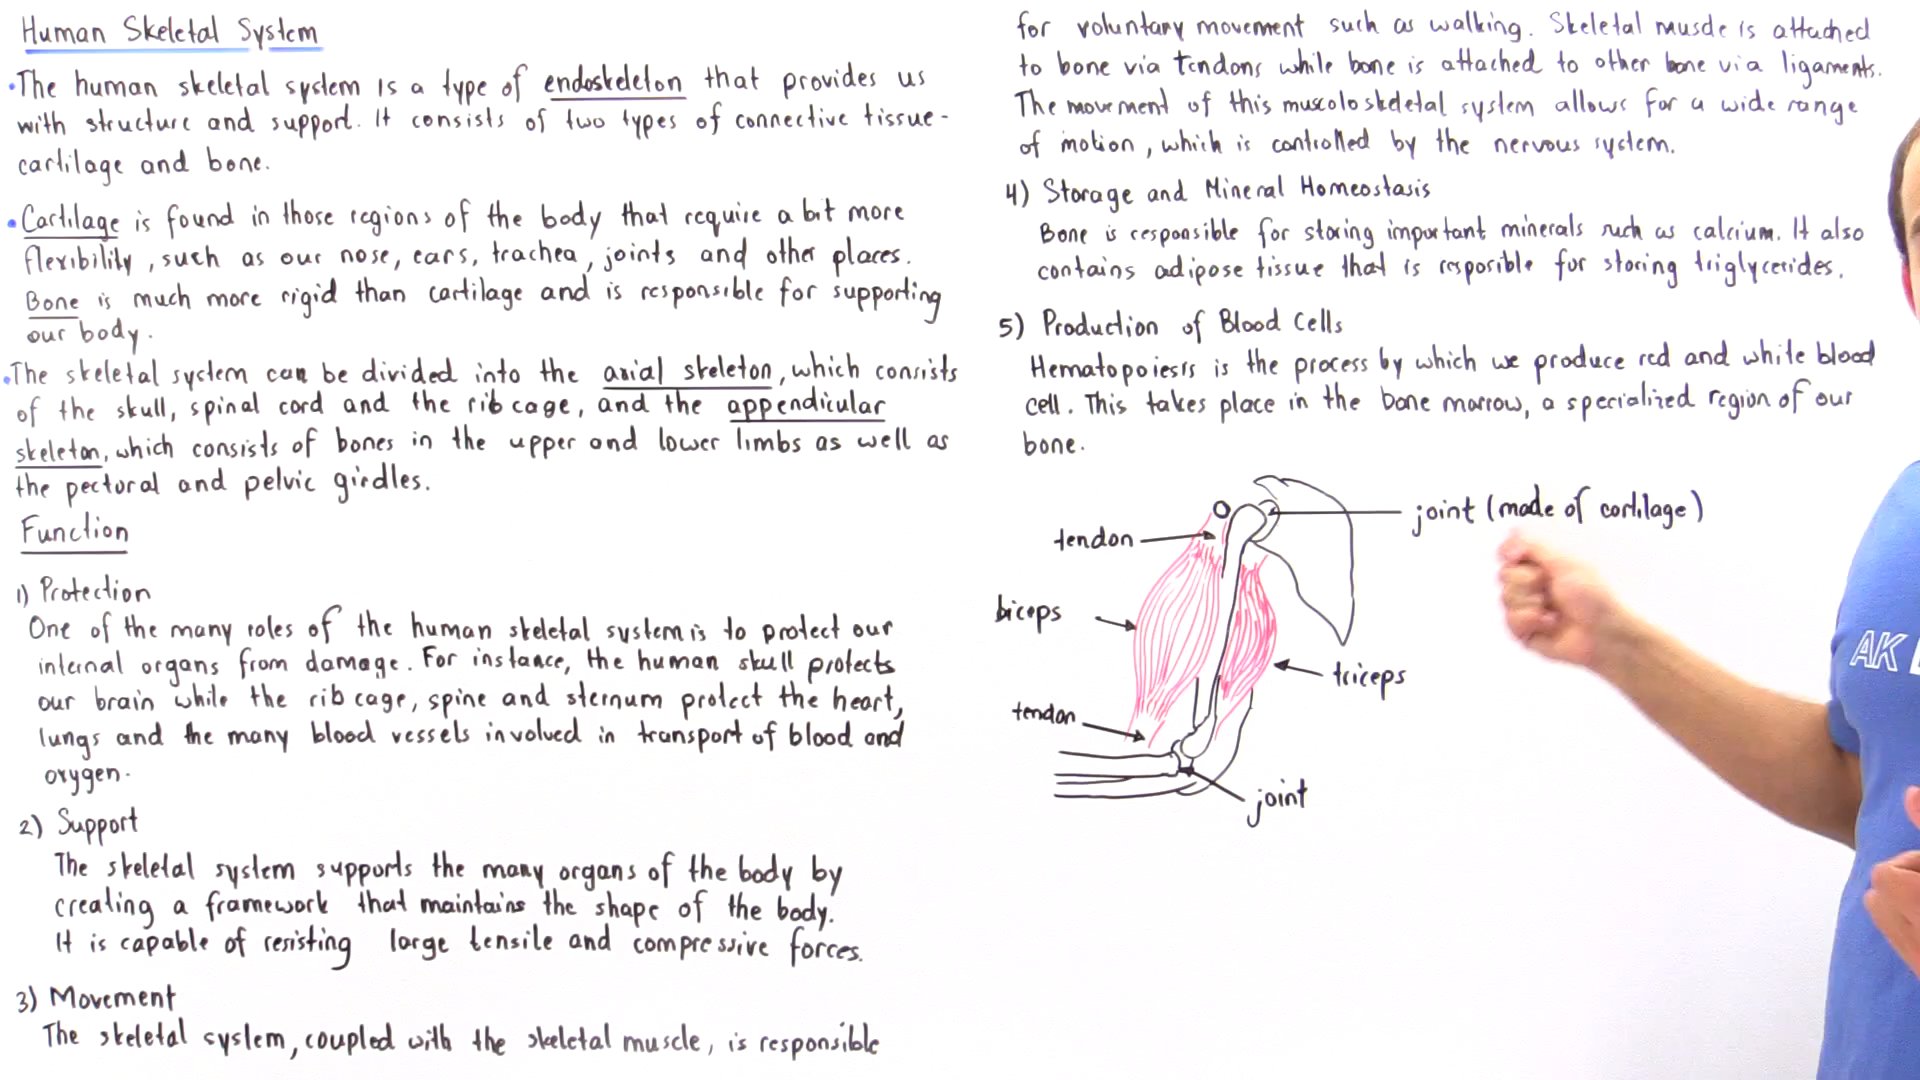 Human Skeletal System
•The human skeletal system is a type of endoskeleton that provides us
with structure and support. It consists of two types of connective tissue-
cartilage and bone.
•Cartilage is found in those regions of the body that require a bit more
flexibility, such as our nose, ears, trachea, joints and other places.
Bone is much more rigid than cartilage and is responsible for supporting
our body.
•The skeletal system can be divided into the axial skeleton, which consists
of the skull, spinal cord and the rib cage, and the appendicular
skeleton, which consists of bones in the upper and lower limbs as well as
the pectoral and pelvic girdles.
Function
1) Protection
One of the many roles of the human skeletal system is to protect our
internal organs from damage. For instance, the human skull protects
our brain while the rib cage, spine and sternum protect the heart,
lungs and the many blood vessels involved in transport of blood and
oxygen.
2) Support
The skeletal system supports the many organs of the body by
creating a framework that maintains the shape of the body.
It is capable of resisting large tensile and compressive forces.
3) Movement
The skeletal system, coupled with the skeletal muscle, is responsible
for voluntary movement such as walking. Skeletal muscle is attached
to bone via tendons while bone is attached to other bone via ligaments.
The movement of this muscoloskeletal system allows for a wide range
of motion, which is controlled by the nervous system.
4) Storage and Mineral Homeostasis
Bone is responsible for storing important minerals such as calcium. It also
contains adipose tissue that is resposible for storing triglycerides.
5) Production of Blood Cells
Hematopoiesis is the process by which we produce red and white blood
cell. This takes place in the bone marrow, a specialized region of our
bone.
joint (made of cartilage)
tendon
biceps
triceps
tendon
joint
AK